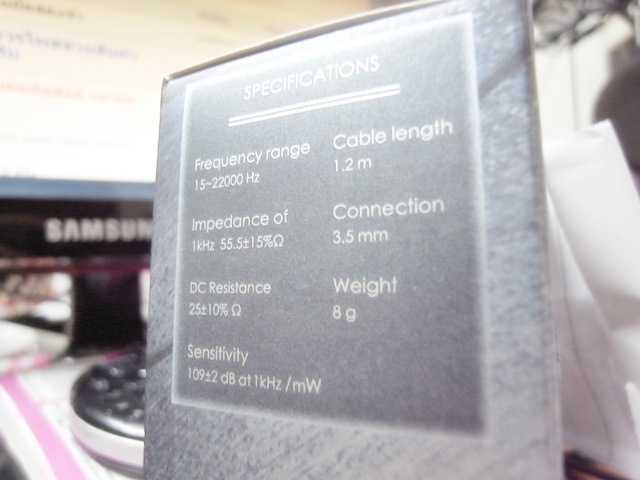 SPECIFICATIONS
Frequency range
15~22000 Hz
Impedance of
1kHz 55.5±15%Ω
DC Resistance
25±10% Ω
Sensitivity
109±2 dB at 1kHz /mW
Cable length
1.2 m
Connection
3.5 mm
Weight
8 g
SAMSUN